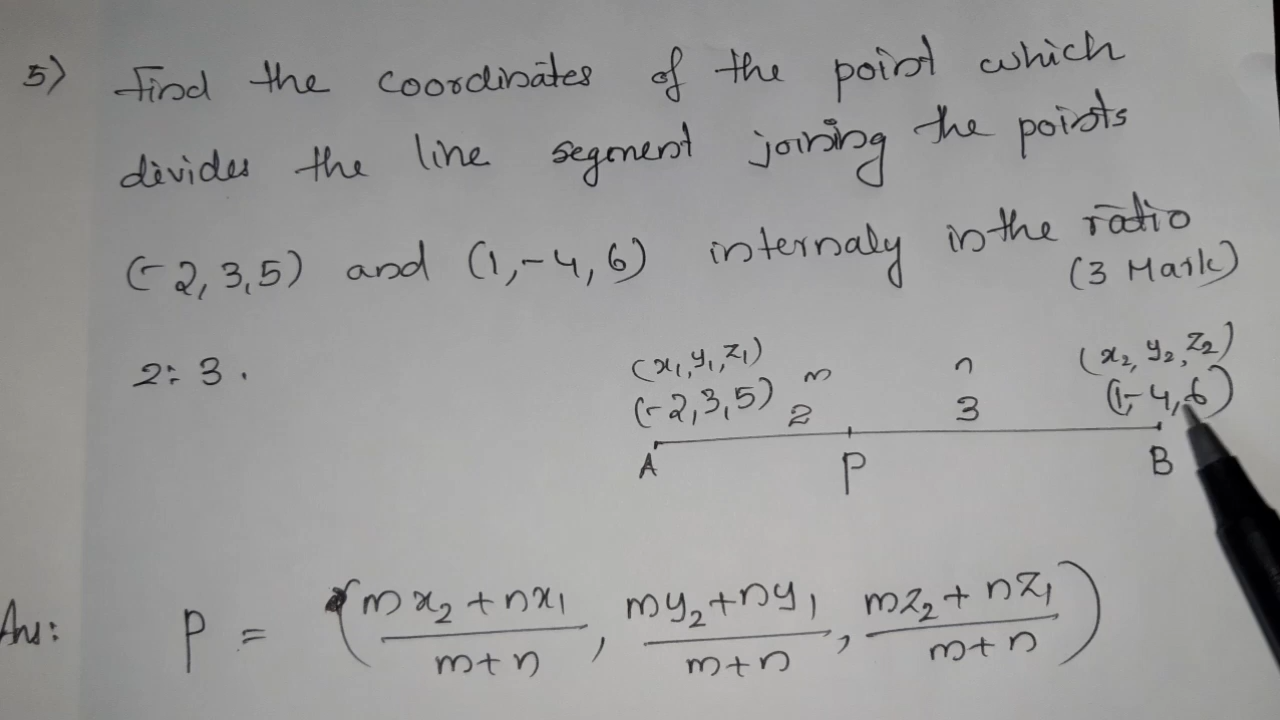 5) Find the coordinates of the point which
divides the line segment joining the points
(-2,3,5) and (1,-4,6) internaly in the ratio
(3 Mark)
2:3.
(x₁,y₁,z₁) m n (x₂,y₂,z₂)
(-2,3,5) 2 3 (1,-4,6)
A P B
Ans: P = (mx₂+nx₁/m+n, my₂+ny₁/m+n, mz₂+nz₁/m+n)